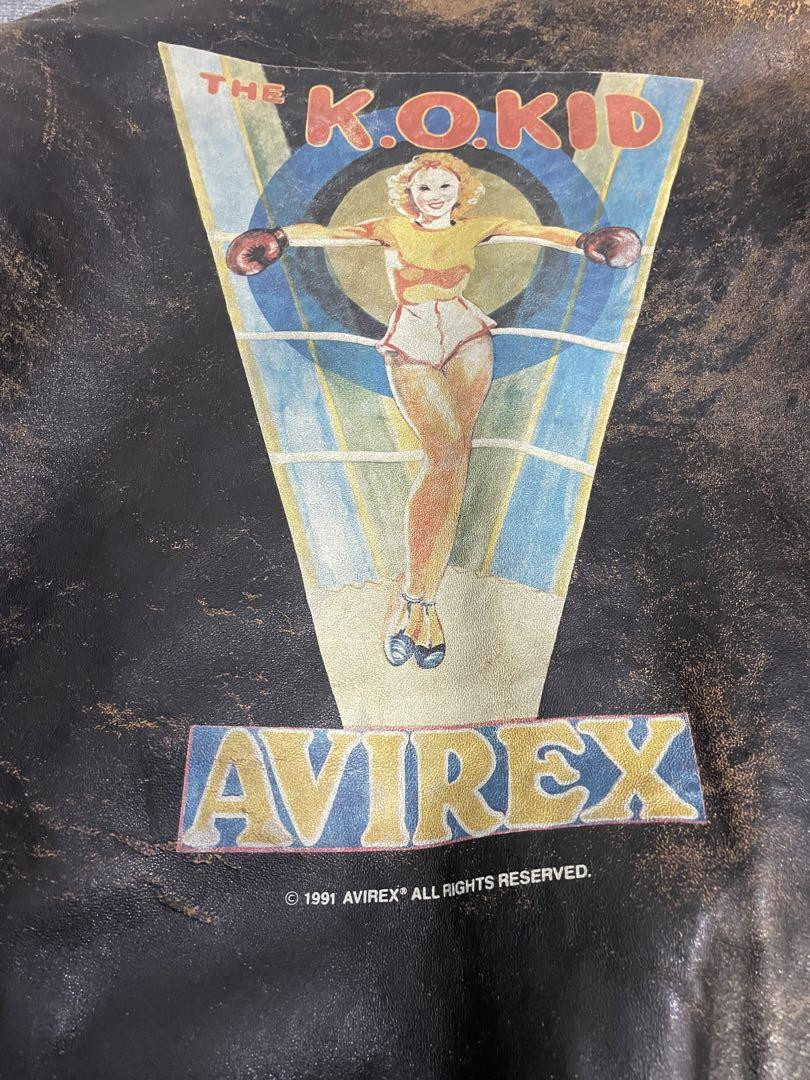 THE K.O.KID
AVIREX
© 1991 AVIREX® ALL RIGHTS RESERVED.